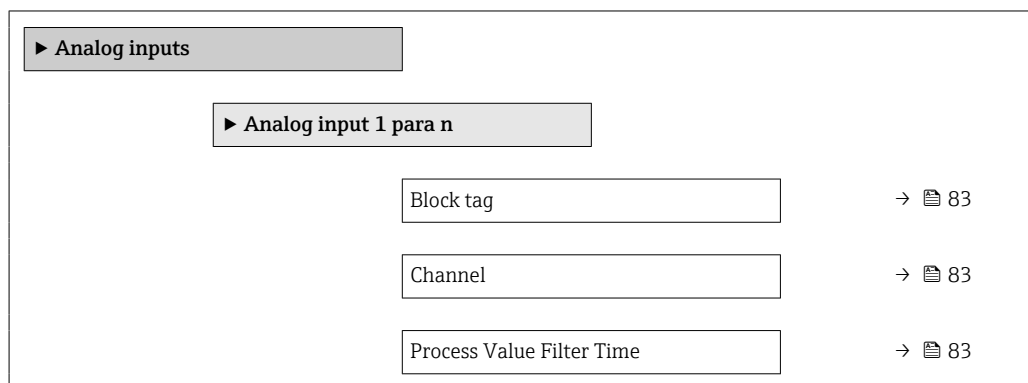 ▶ Analog inputs
▶ Analog input 1 para n
Block tag → 83
Channel → 83
Process Value Filter Time → 83